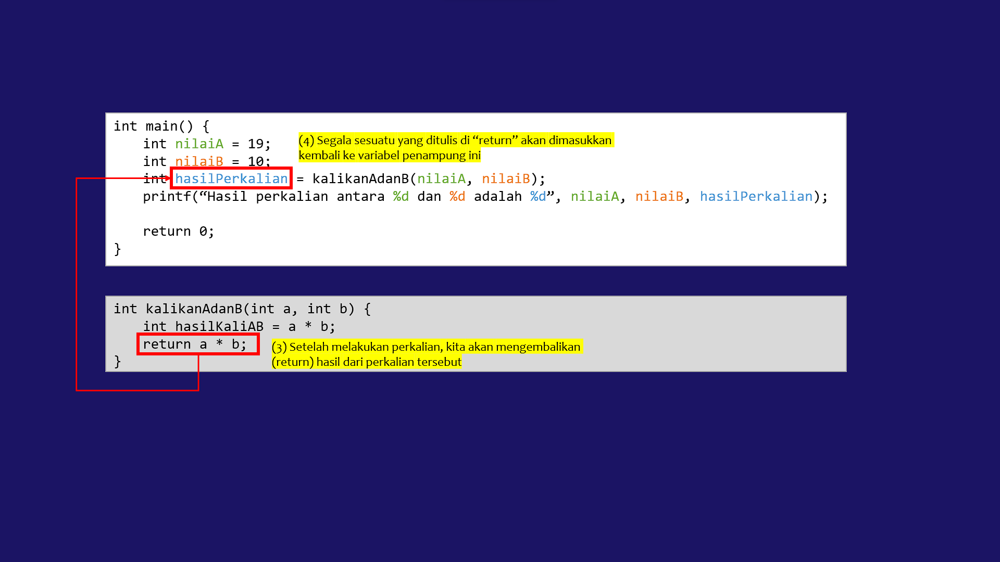 int main() {
int nilaiA = 19;
(4) Segala sesuatu yang ditulis di “return” akan dimasukkan
kembali ke variabel penampung ini
int nilaiB = 10;
int hasilPerkalian = kalikanAdanB(nilaiA, nilaiB);
printf(“Hasil perkalian antara %d dan %d adalah %d”, nilaiA, nilaiB, hasilPerkalian);
return 0;
}
int kalikanAdanB(int a, int b) {
int hasilKaliAB = a * b;
return a * b;
(3) Setelah melakukan perkalian, kita akan mengembalikan
(return) hasil dari perkalian tersebut
}